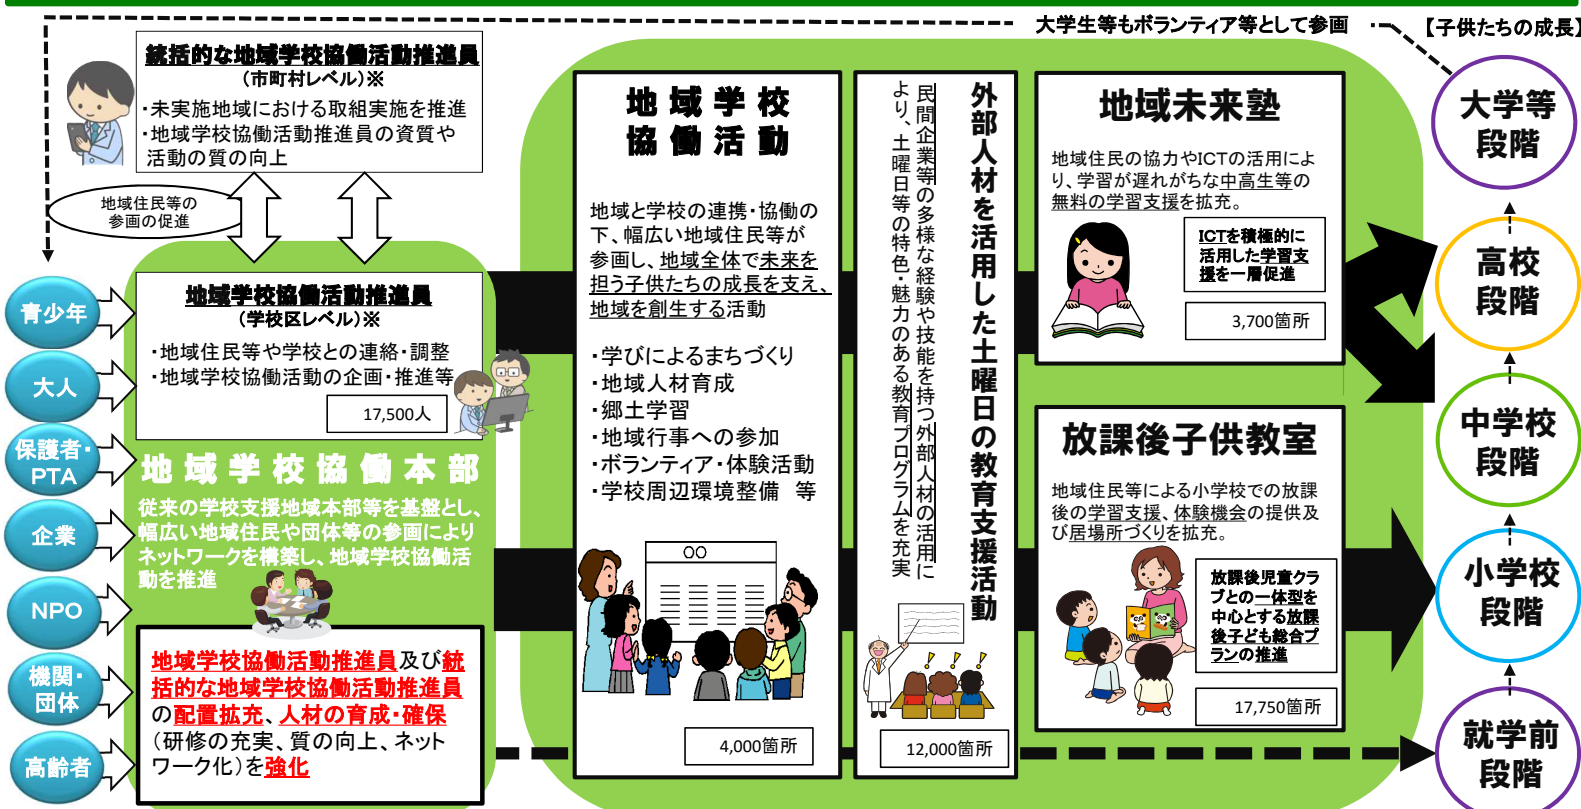 大学生等もボランティア等として参画
【子供たちの成長】
統括的な地域学校協働活動推進員
(市町村レベル)※
・未実施地域における取組実施を推進
・地域学校協働活動推進員の資質や
活動の質の向上
地域住民等の
参画の促進
青少年
大人
保護者・
PTA
企業
NPO
機関・
団体
高齢者
地域学校協働活動推進員
(学校区レベル)※
・地域住民等や学校との連絡・調整
・地域学校協働活動の企画・推進等
17,500人
地域学校協働本部
従来の学校支援地域本部等を基盤とし、
幅広い地域住民や団体等の参画により
ネットワークを構築し、地域学校協働活
動を推進
地域学校協働活動推進員及び統
括的な地域学校協働活動推進員
の配置拡充、人材の育成・確保
(研修の充実、質の向上、ネット
ワーク化)を強化
地域学校
協働活動
地域と学校の連携・協働の
下、幅広い地域住民等が
参画し、地域全体で未来を
担う子供たちの成長を支え、
地域を創生する活動
・学びによるまちづくり
・地域人材育成
・郷土学習
・地域行事への参加
・ボランティア・体験活動
・学校周辺環境整備 等
○○
4,000箇所
外部人材を活用した土曜日の教育支援活動
民間企業等の多様な経験や技能を持つ外部人材の活用に
より、土曜日等の特色・魅力のある教育プログラムを充実
!!!
12,000箇所
地域未来塾
地域住民の協力やICTの活用によ
り、学習が遅れがちな中高生等の
無料の学習支援を拡充。
ICTを積極的に
活用した学習支
援を一層促進
3,700箇所
放課後子供教室
地域住民等による小学校での放課
後の学習支援、体験機会の提供及
び居場所づくりを拡充。
放課後児童クラ
ブとの一体型を
中心とする放課
後子ども総合プ
ランの推進
17,750箇所
大学等
段階
高校
段階
中学校
段階
小学校
段階
就学前
段階